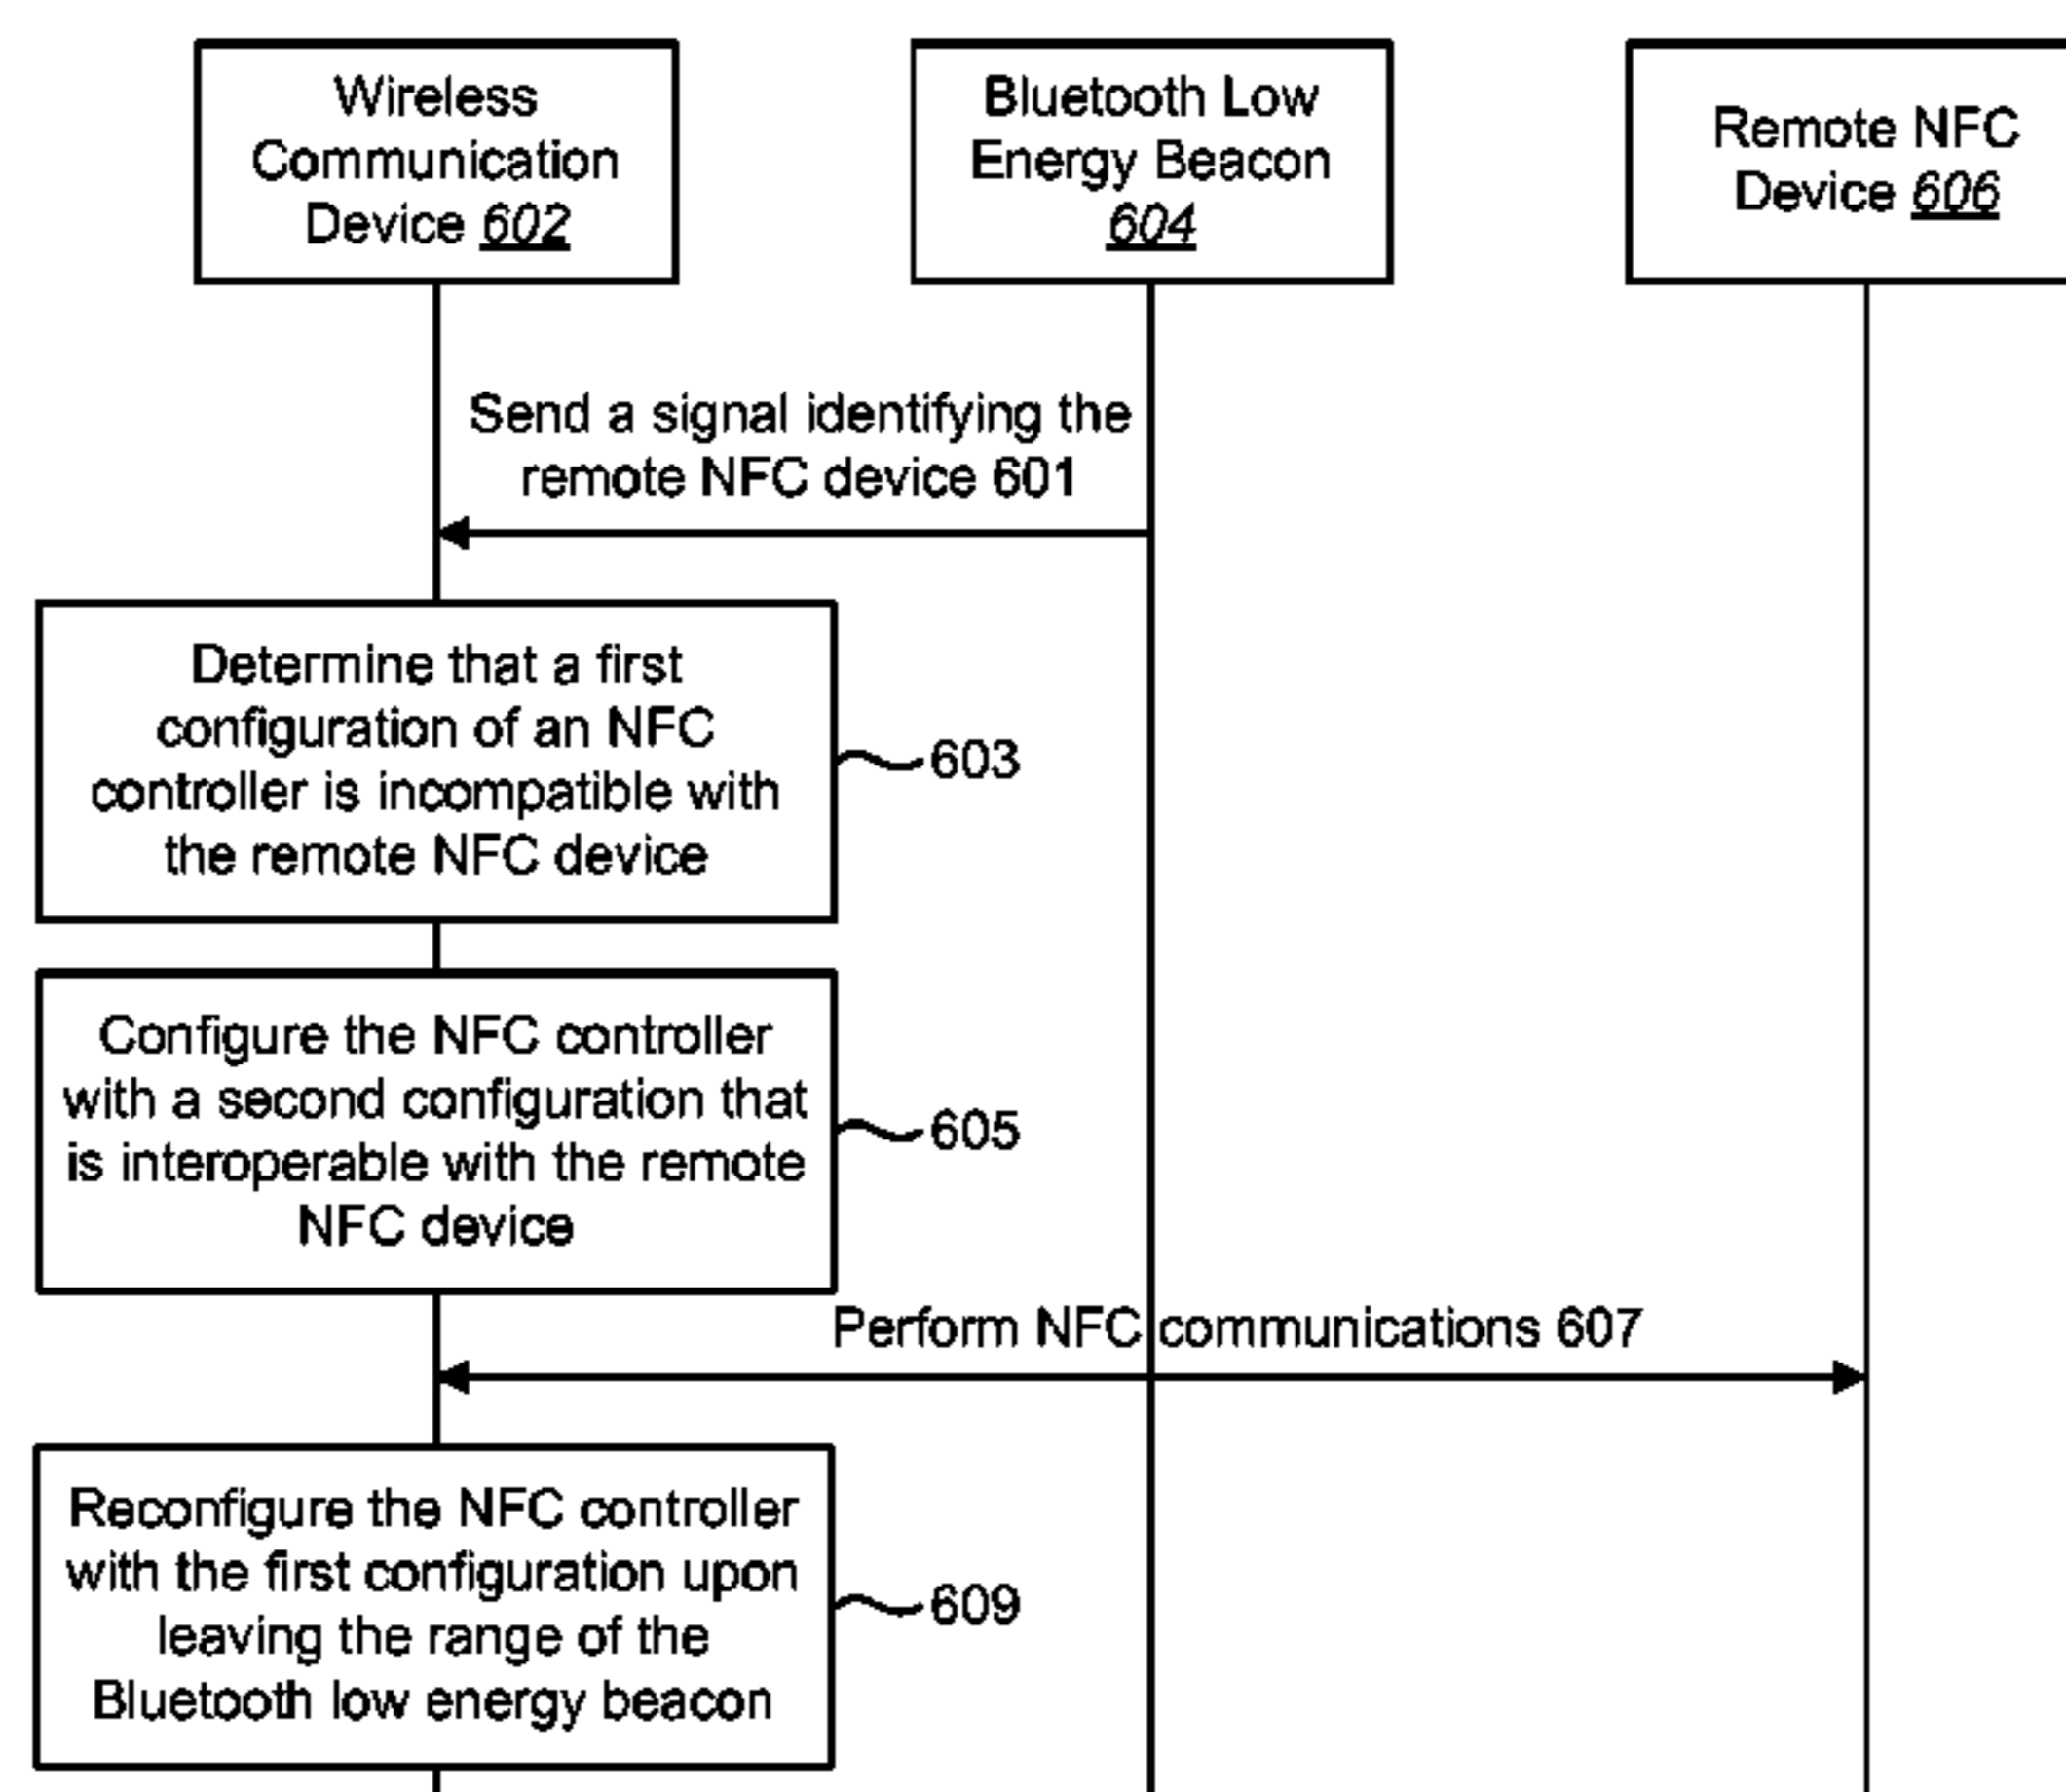 Wireless
Communication
Device 602
Bluetooth Low
Energy Beacon
604
Remote NFC
Device 606
Send a signal identifying the
remote NFC device 601
Determine that a first
configuration of an NFC
controller is incompatible with
the remote NFC device
603
Configure the NFC controller
with a second configuration that
is interoperable with the remote
NFC device
605
Perform NFC communications 607
Reconfigure the NFC controller
with the first configuration upon
leaving the range of the
Bluetooth low energy beacon
609